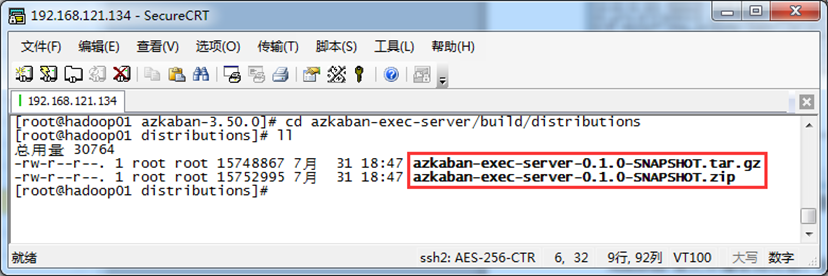 192.168.121.134 - SecureCRT
文件(F) 编辑(E) 查看(V) 选项(O) 传输(T) 脚本(S) 工具(L) 帮助(H)
192.168.121.134
[root@hadoop01 azkaban-3.50.0]# cd azkaban-exec-server/build/distributions
[root@hadoop01 distributions]# ll
总用量 30764
-rw-r--r--. 1 root root 15748867 7月  31 18:47 azkaban-exec-server-0.1.0-SNAPSHOT.tar.gz
-rw-r--r--. 1 root root 15752995 7月  31 18:47 azkaban-exec-server-0.1.0-SNAPSHOT.zip
[root@hadoop01 distributions]#
就绪 ssh2: AES-256-CTR 6, 32 9行, 92列 VT100 大写 数字